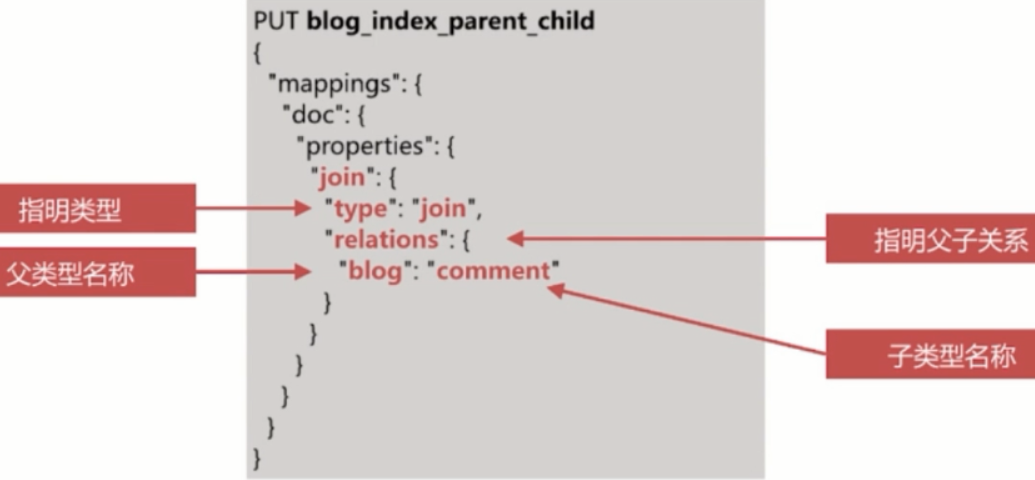 PUT blog_index_parent_child
{
"mappings": {
"doc": {
"properties": {
"join": {
指明类型
"type": "join",
"relations": {
指明父子关系
父类型名称
"blog": "comment"
}
}
子类型名称
}
}
}
}